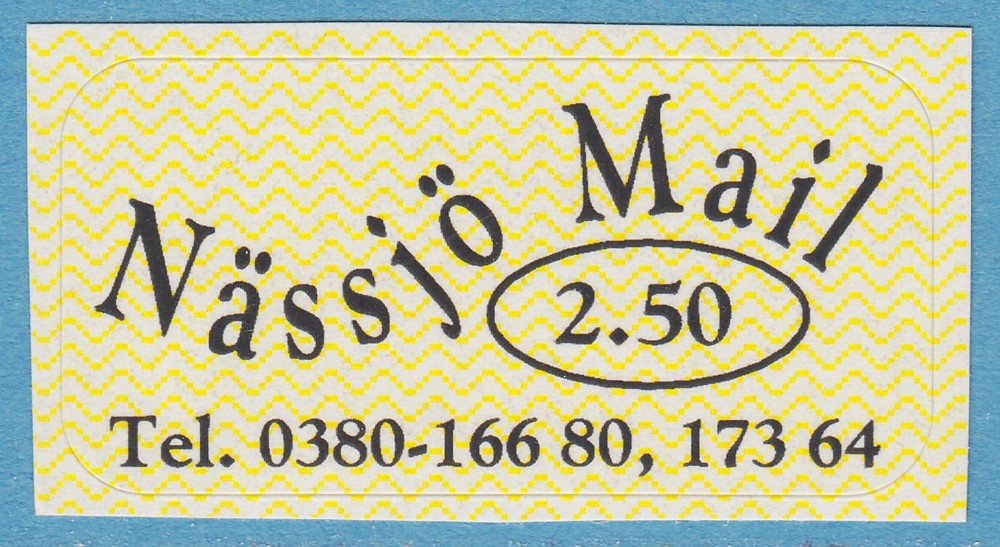 Nässjö Mail
2.50
Tel. 0380-166 80, 173 64